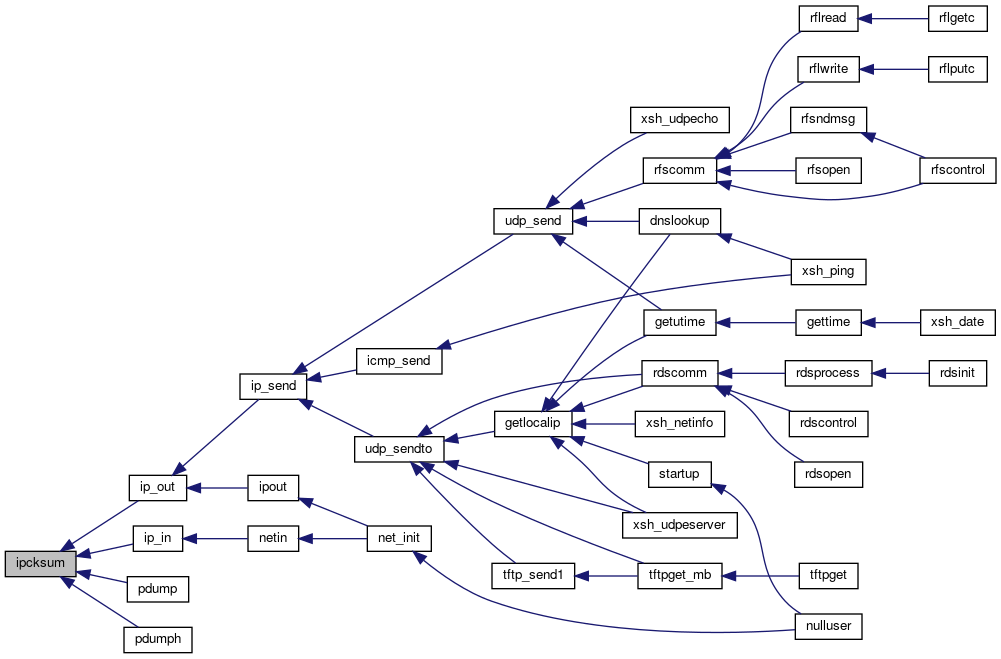 rflread
rflgetc
rflwrite
rflputc
xsh_udpecho
rfsndmsg
rfscomm
rfsopen
rfscontrol
udp_send
dnslookup
xsh_ping
getutime
gettime
xsh_date
icmp_send
ip_send
rdscomm
rdsprocess
rdsinit
getlocalip
xsh_netinfo
rdscontrol
udp_sendto
startup
rdsopen
ip_out
ipout
xsh_udpeserver
ip_in
netin
net_init
ipcksum
tftp_send1
tftpget_mb
tftpget
pdump
nulluser
pdumph